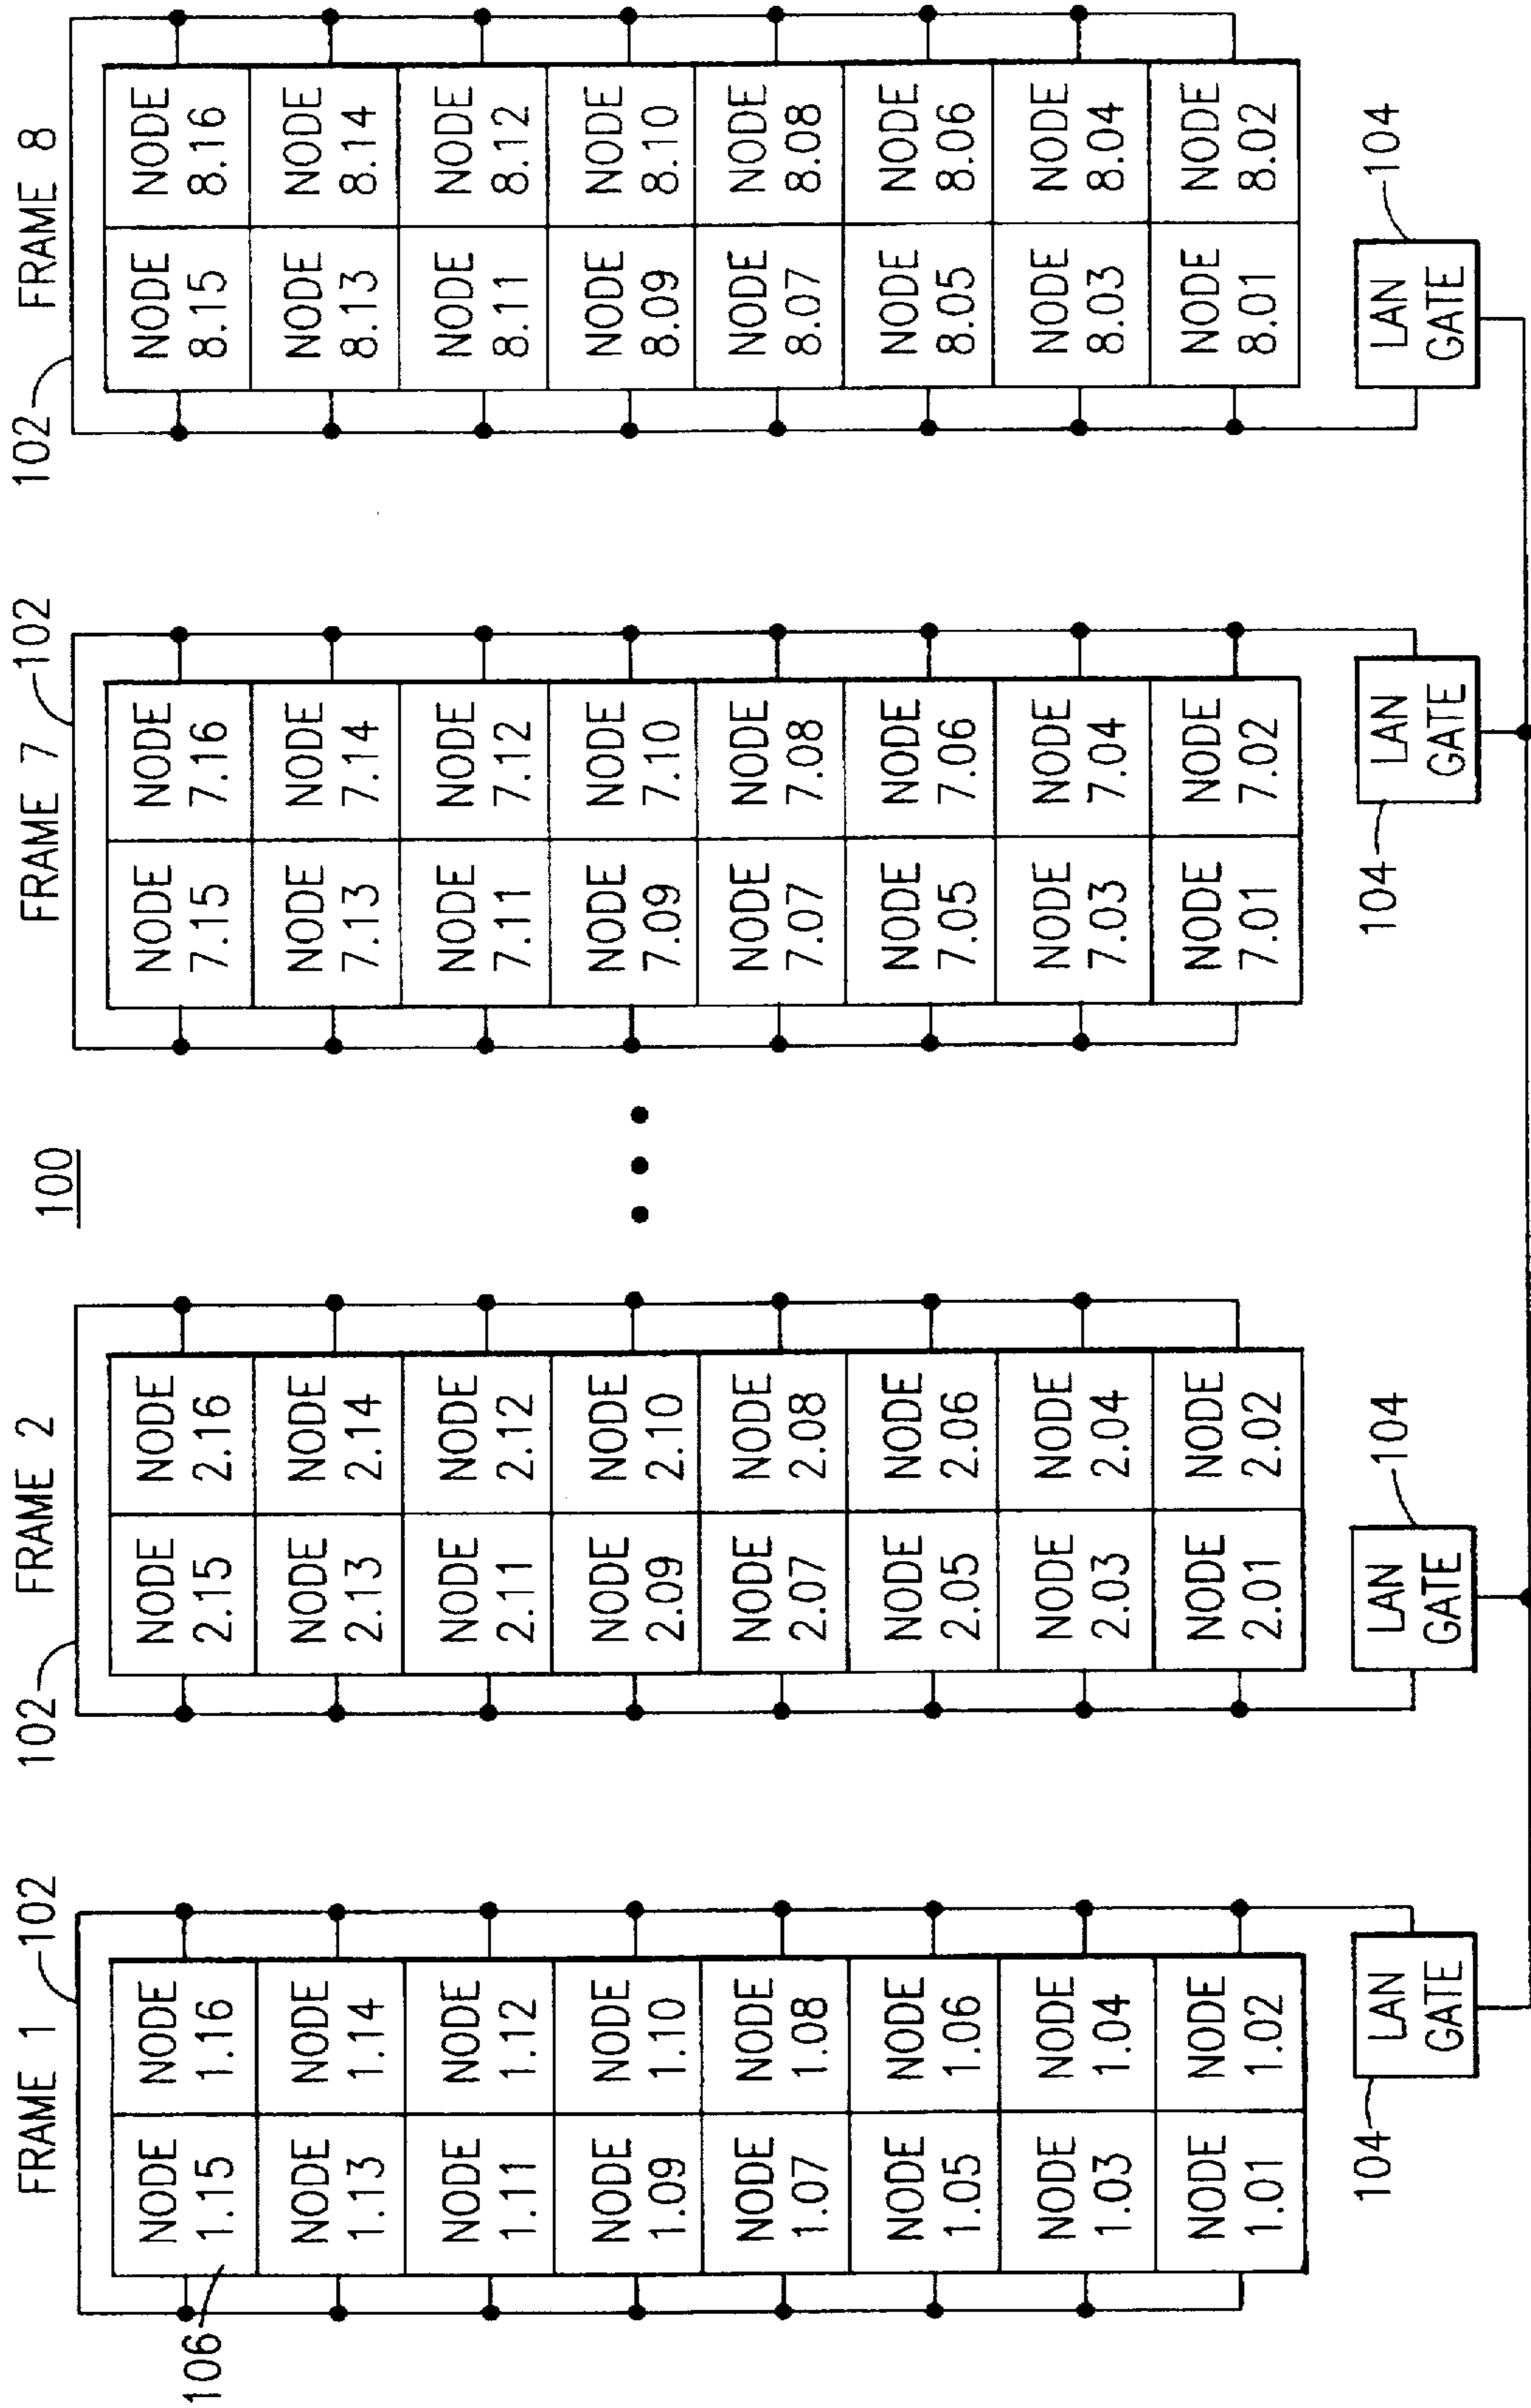 100
FRAME 1
102
NODE 1.15
NODE 1.16
NODE 1.13
NODE 1.14
NODE 1.11
NODE 1.12
NODE 1.09
NODE 1.10
NODE 1.07
NODE 1.08
NODE 1.05
NODE 1.06
NODE 1.03
NODE 1.04
NODE 1.01
NODE 1.02
106
LAN
GATE
104
102
FRAME 2
NODE 2.15
NODE 2.16
NODE 2.13
NODE 2.14
NODE 2.11
NODE 2.12
NODE 2.09
NODE 2.10
NODE 2.07
NODE 2.08
NODE 2.05
NODE 2.06
NODE 2.03
NODE 2.04
NODE 2.01
NODE 2.02
LAN
GATE
104
FRAME 7
102
NODE 7.15
NODE 7.16
NODE 7.13
NODE 7.14
NODE 7.11
NODE 7.12
NODE 7.09
NODE 7.10
NODE 7.07
NODE 7.08
NODE 7.05
NODE 7.06
NODE 7.03
NODE 7.04
NODE 7.01
NODE 7.02
LAN
GATE
104
102
FRAME 8
NODE 8.15
NODE 8.16
NODE 8.13
NODE 8.14
NODE 8.11
NODE 8.12
NODE 8.09
NODE 8.10
NODE 8.07
NODE 8.08
NODE 8.05
NODE 8.06
NODE 8.03
NODE 8.04
NODE 8.01
NODE 8.02
LAN
GATE
104